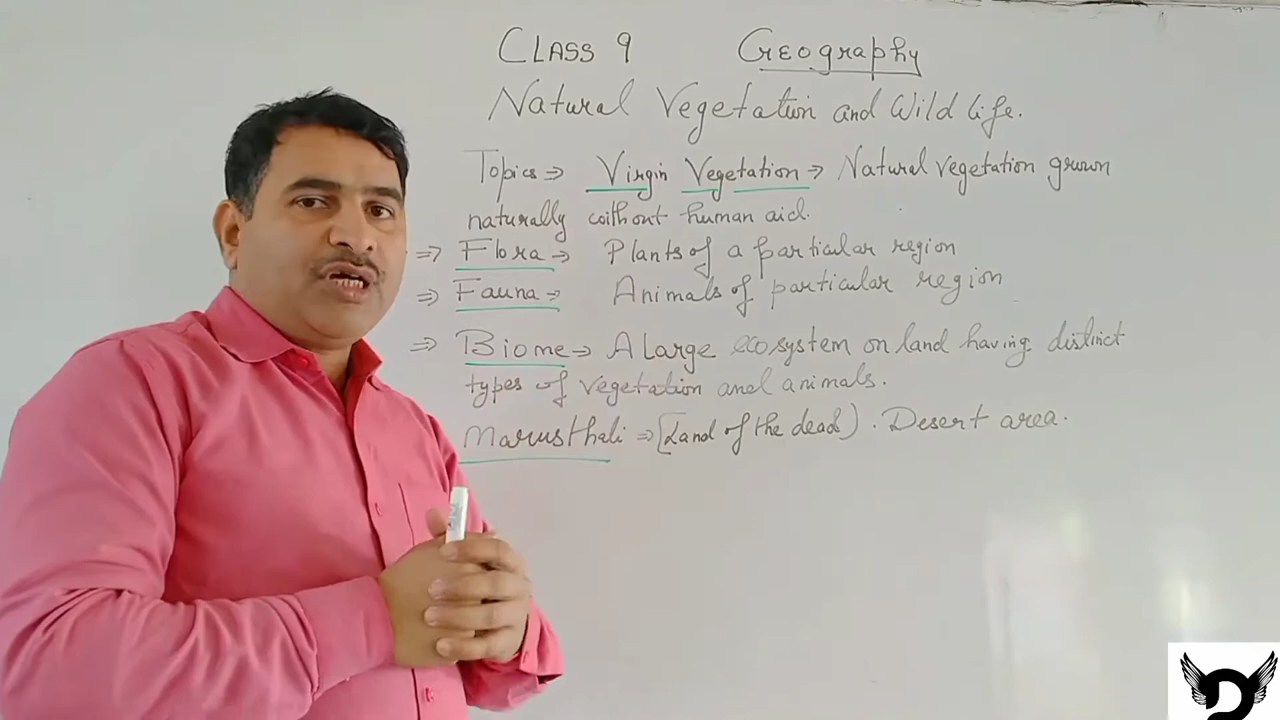 CLASS 9 Geography
Natural Vegetation and Wild life.
Topics ⇒ Virgin Vegetation ⇒ Natural vegetation grown
naturally without human aid.
⇒ Flora ⇒ Plants of a particular region
⇒ Fauna ⇒ Animals of particular region
⇒ Biome ⇒ A Large ecosystem on land having distinct
types of vegetation and animals.
Marusthali ⇒ (Land of the dead). Desert area.
D